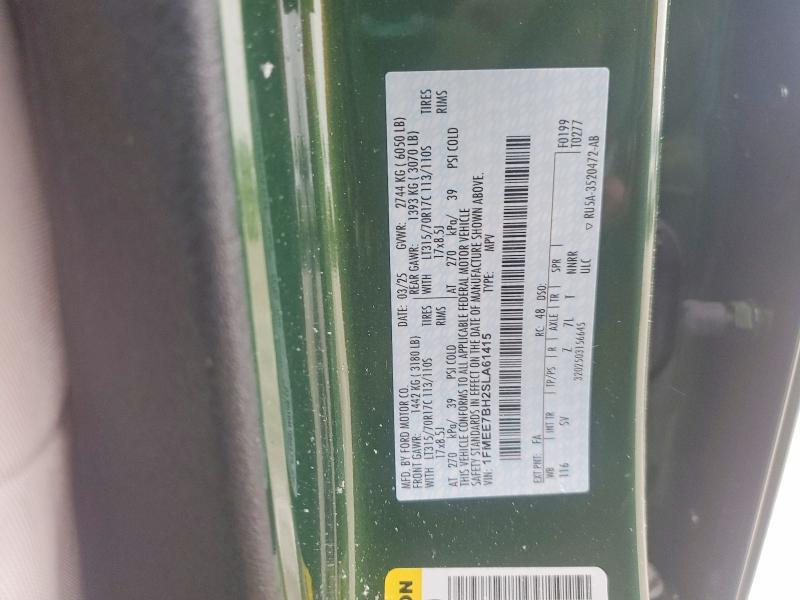 MFD. BY FORD MOTOR CO.
DATE: 03/25 GVWR: 2744 KG ( 6050 LB)
FRONT GAWR: 1442 KG ( 3180 LB) REAR GAWR: 1393 KG ( 3070 LB)
WITH LT315/70R17C 113/110S TIRES WITH LT315/70R17C 113/110S TIRES
17x8.5J RIMS 17x8.5J RIMS
AT 270 kPa/ 39 PSI COLD AT 270 kPa/ 39 PSI COLD
THIS VEHICLE CONFORMS TO ALL APPLICABLE FEDERAL MOTOR VEHICLE
SAFETY STANDARDS IN EFFECT ON THE DATE OF MANUFACTURE SHOWN ABOVE.
VIN: 1FMEE7BH2SLA61415 TYPE: MPV
F0199
T0277
EXT PNT: FA RC: 48 DSO:
WB INT TR TP/PS R AXLE TR SPR
116 5V Z 7L T NNRR
ULC
▽ RU5A-3520472-AB
3202503156645
ON